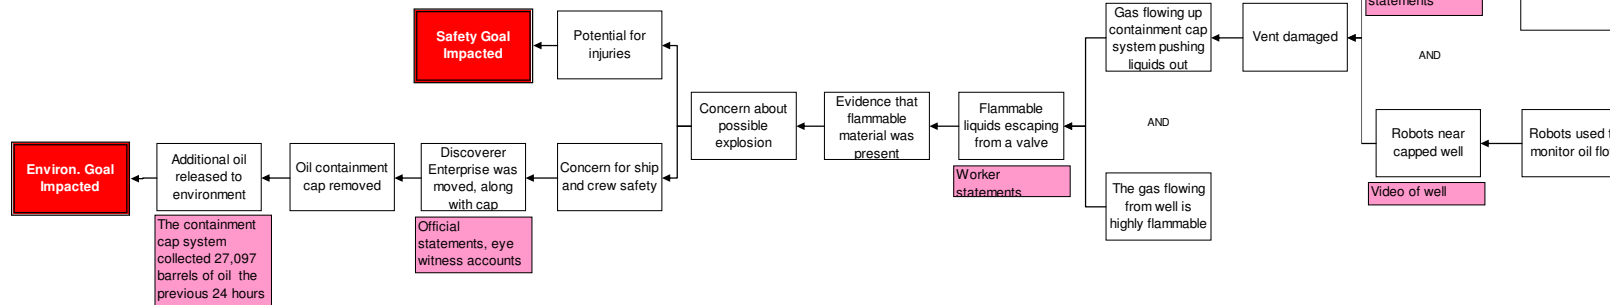 statements
Gas flowing up
containment cap
system pushing
liquids out
Vent damaged
AND
Safety Goal
Impacted
Potential for
injuries
Concern about
possible
explosion
Evidence that
flammable
material was
present
Flammable
liquids escaping
from a valve
AND
Robots near
capped well
Robots used
monitor oil
Environ. Goal
Impacted
Additional oil
released to
environment
Oil containment
cap removed
Discoverer
Enterprise was
moved, along
with cap
Concern for ship
and crew safety
Worker
statements
The gas flowing
from well is
highly flammable
Video of well
The containment
cap system
collected 27,097
barrels of oil the
previous 24 hours
Official
statements, eye
witness accounts